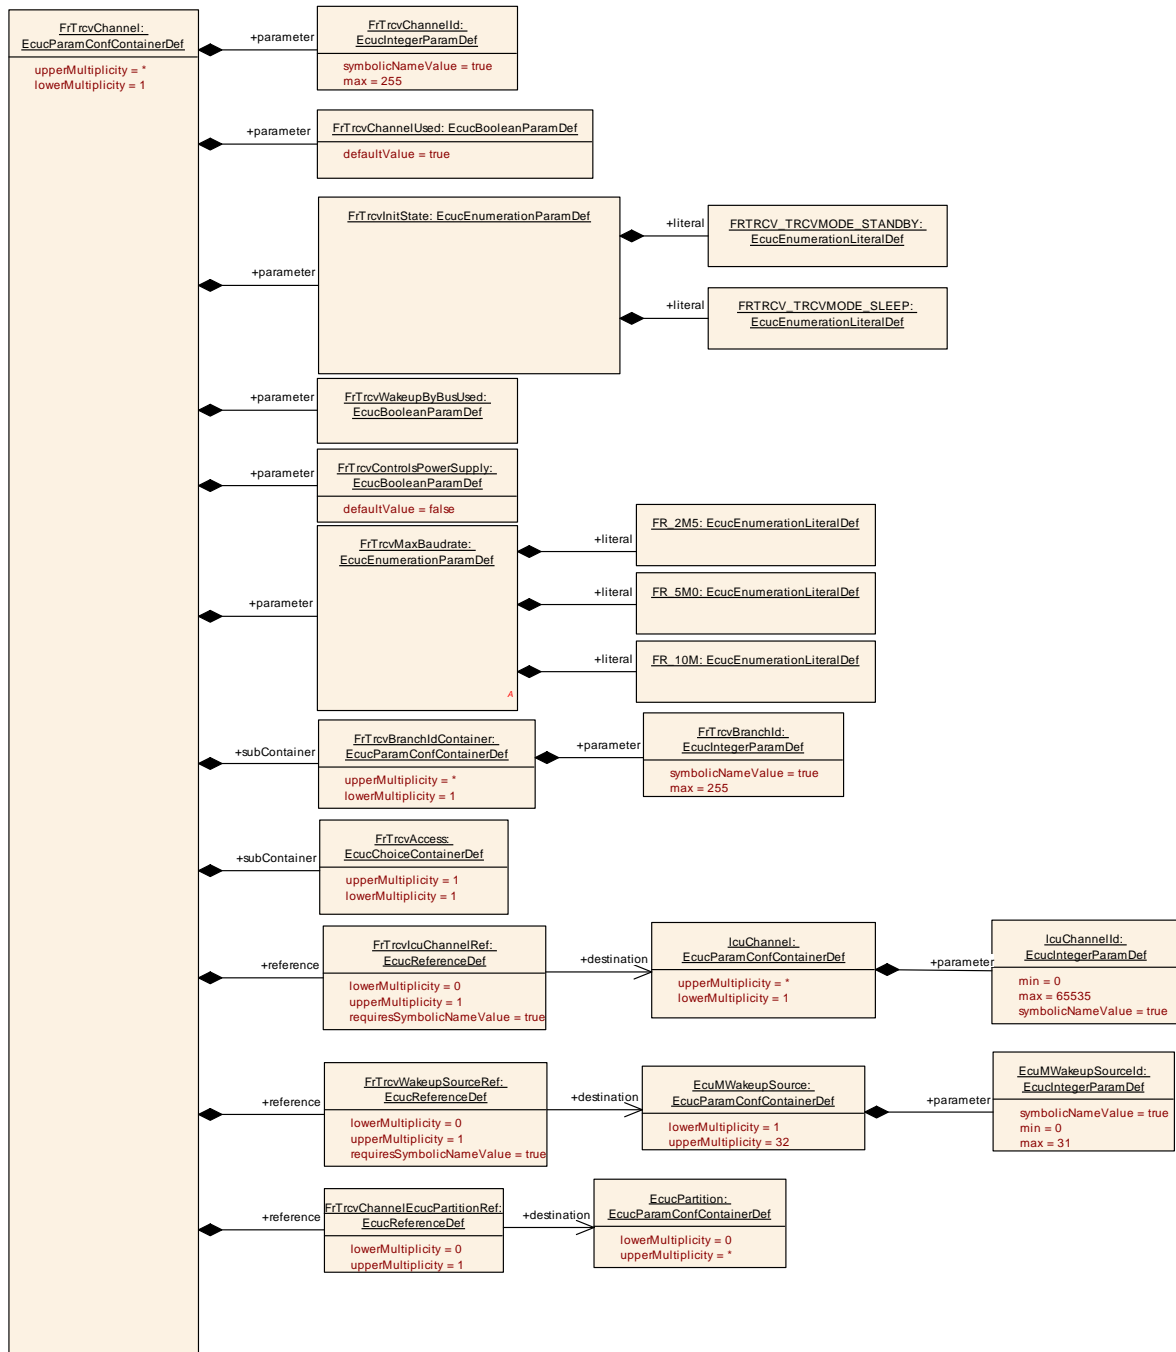 FrTrcvChannel:
EcucParamConfContainerDef
upperMultiplicity = *
lowerMultiplicity = 1
+parameter
FrTrcvChannelId:
EcucIntegerParamDef
symbolicNameValue = true
max = 255
+parameter
FrTrcvChannelUsed: EcucBooleanParamDef
defaultValue = true
+parameter
FrTrcvInitState: EcucEnumerationParamDef
+literal
FRTRCV_TRCVMODE_STANDBY:
EcucEnumerationLiteralDef
+literal
FRTRCV_TRCVMODE_SLEEP:
EcucEnumerationLiteralDef
+parameter
FrTrcvWakeupByBusUsed:
EcucBooleanParamDef
+parameter
FrTrcvControlsPowerSupply:
EcucBooleanParamDef
defaultValue = false
+parameter
FrTrcvMaxBaudrate:
EcucEnumerationParamDef
A
+literal
FR_2M5: EcucEnumerationLiteralDef
+literal
FR_5M0: EcucEnumerationLiteralDef
+literal
FR_10M: EcucEnumerationLiteralDef
+subContainer
FrTrcvBranchIdContainer:
EcucParamConfContainerDef
upperMultiplicity = *
lowerMultiplicity = 1
+parameter
FrTrcvBranchId:
EcucIntegerParamDef
symbolicNameValue = true
max = 255
+subContainer
FrTrcvAccess:
EcucChoiceContainerDef
upperMultiplicity = 1
lowerMultiplicity = 1
+reference
FrTrcvIcuChannelRef:
EcucReferenceDef
lowerMultiplicity = 0
upperMultiplicity = 1
requiresSymbolicNameValue = true
+destination
IcuChannel:
EcucParamConfContainerDef
upperMultiplicity = *
lowerMultiplicity = 1
+parameter
IcuChannelId:
EcucIntegerParamDef
min = 0
max = 65535
symbolicNameValue = true
+reference
FrTrcvWakeupSourceRef:
EcucReferenceDef
lowerMultiplicity = 0
upperMultiplicity = 1
requiresSymbolicNameValue = true
+destination
EcuMWakeupSource:
EcucParamConfContainerDef
lowerMultiplicity = 1
upperMultiplicity = 32
+parameter
EcuMWakeupSourceId:
EcucIntegerParamDef
symbolicNameValue = true
min = 0
max = 31
+reference
FrTrcvChannelEcucPartitionRef:
EcucReferenceDef
lowerMultiplicity = 0
upperMultiplicity = 1
+destination
EcucPartition:
EcucParamConfContainerDef
lowerMultiplicity = 0
upperMultiplicity = *